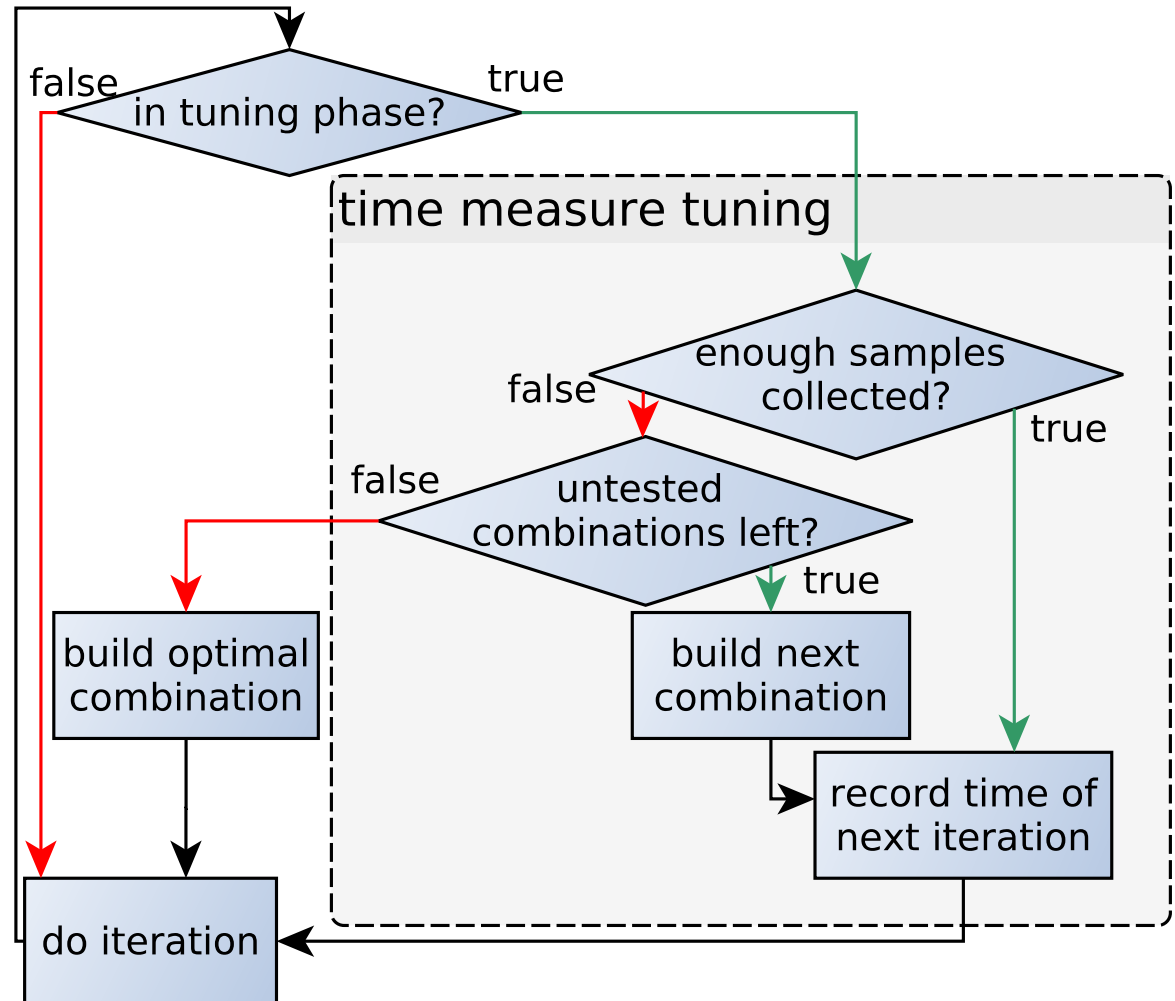 false
true
in tuning phase?
time measure tuning
enough samples
collected?
false
true
false
untested
combinations left?
true
build optimal
combination
build next
combination
record time of
next iteration
do iteration